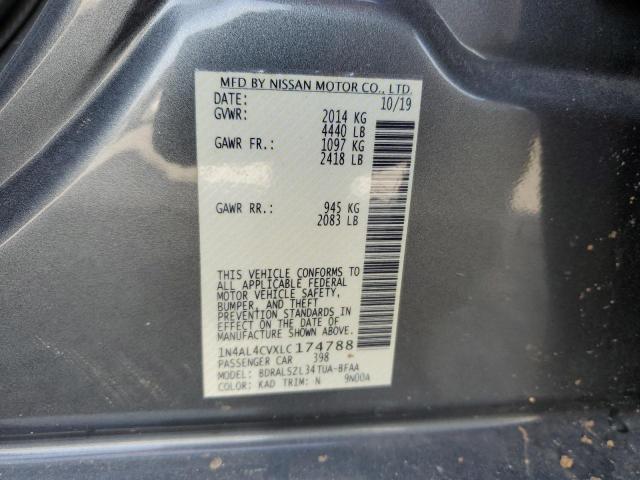 MFD BY NISSAN MOTOR CO., LTD.
DATE: 10/19
GVWR: 2014 KG
4440 LB
GAWR FR.: 1097 KG
2418 LB
GAWR RR.: 945 KG
2083 LB
THIS VEHICLE CONFORMS TO
ALL APPLICABLE FEDERAL
MOTOR VEHICLE SAFETY,
BUMPER, AND THEFT
PREVENTION STANDARDS IN
EFFECT ON THE DATE OF
MANUFACTURE SHOWN ABOVE.
1N4AL4CVXLC174788
PASSENGER CAR 398
MODEL: BDRALSZL34TUA-BFAA
COLOR: KAD TRIM: N 9N00A